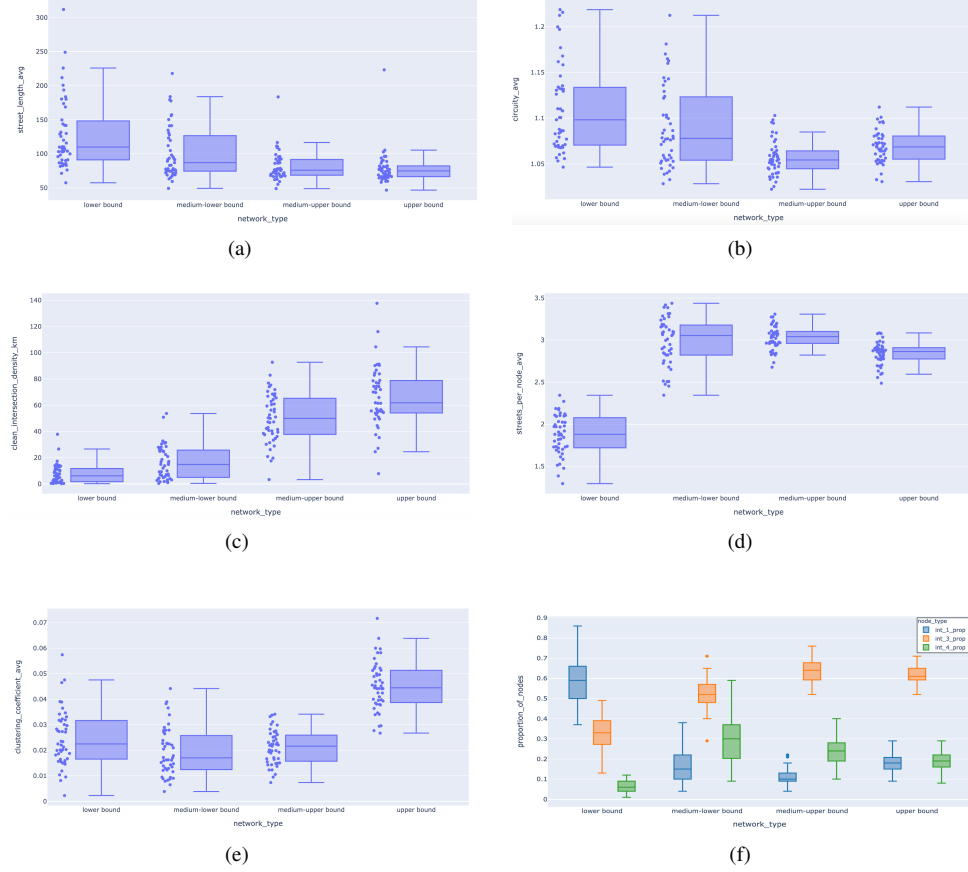 street_length_avg
300
250
200
150
100
50
lower bound
medium-lower bound
medium-upper bound
upper bound
network_type
(a)
circuity_avg
1.2
1.15
1.1
1.05
lower bound
medium-lower bound
medium-upper bound
upper bound
network_type
(b)
clean_intersection_density_km
140
120
100
80
60
40
20
0
lower bound
medium-lower bound
medium-upper bound
upper bound
network_type
(c)
streets_per_node_avg
3.5
3
2.5
2
1.5
lower bound
medium-lower bound
medium-upper bound
upper bound
network_type
(d)
clustering_coefficient_avg
0.07
0.06
0.05
0.04
0.03
0.02
0.01
0
lower bound
medium-lower bound
medium-upper bound
upper bound
network_type
(e)
proportion_of_nodes
0.9
0.8
0.7
0.6
0.5
0.4
0.3
0.2
0.1
0
node_type
int_1_prop
int_3_prop
int_4_prop
lower bound
medium-lower bound
medium-upper bound
upper bound
network_type
(f)